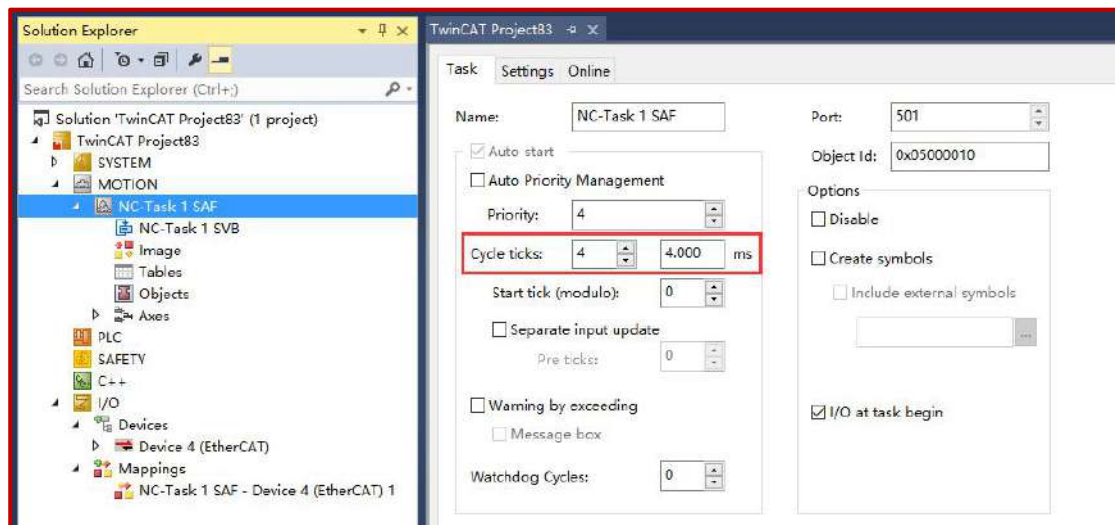 Solution Explorer
Search Solution Explorer (Ctrl+;)
Solution 'TwinCAT Project83' (1 project)
TwinCAT Project83
SYSTEM
MOTION
NC-Task 1 SAF
NC-Task 1 SVB
Image
Tables
Objects
Axes
PLC
SAFETY
C++
I/O
Devices
Device 4 (EtherCAT)
Mappings
NC-Task 1 SAF - Device 4 (EtherCAT) 1
TwinCAT Project83
Task Settings Online
Name: NC-Task 1 SAF
Auto start
Auto Priority Management
Priority: 4
Cycle ticks: 4 4.000 ms
Start tick (modulo): 0
Separate input update
Pre ticks: 0
Warning by exceeding
Message box
Watchdog Cycles: 0
Port: 501
Object Id: 0x05000010
Options
Disable
Create symbols
Include external symbols
...
I/O at task begin